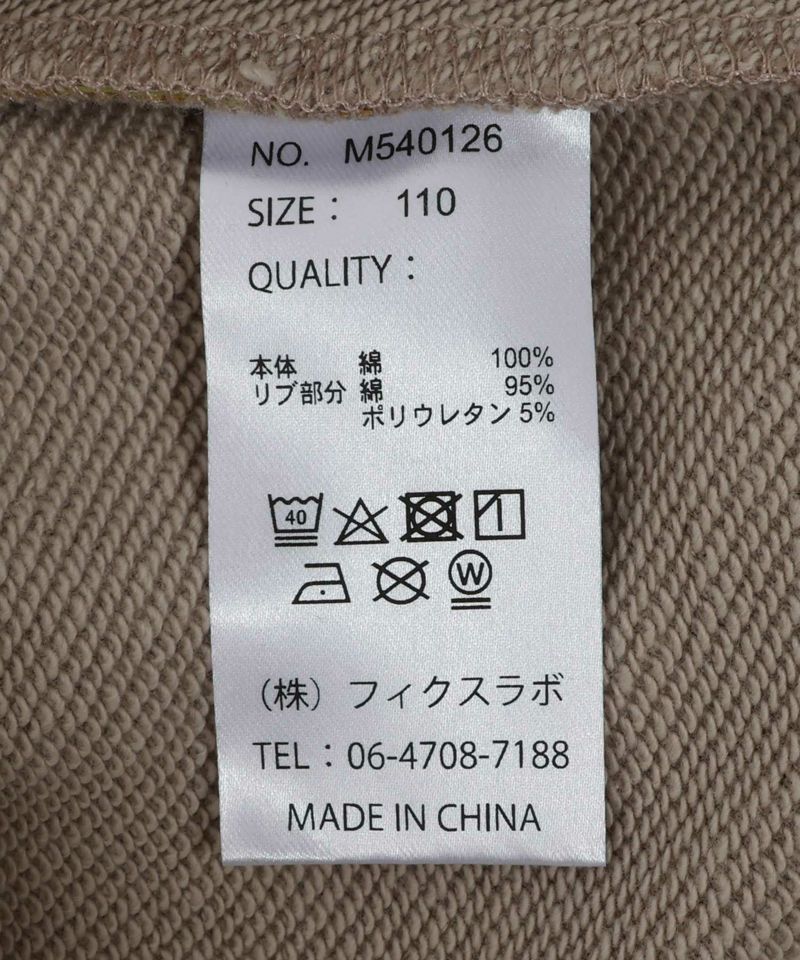 NO. M540126
SIZE： 110
QUALITY：
本体 綿 100%
リブ部分 綿 95%
ポリウレタン 5%
40
W
（株）フィクスラボ
TEL：06-4708-7188
MADE IN CHINA